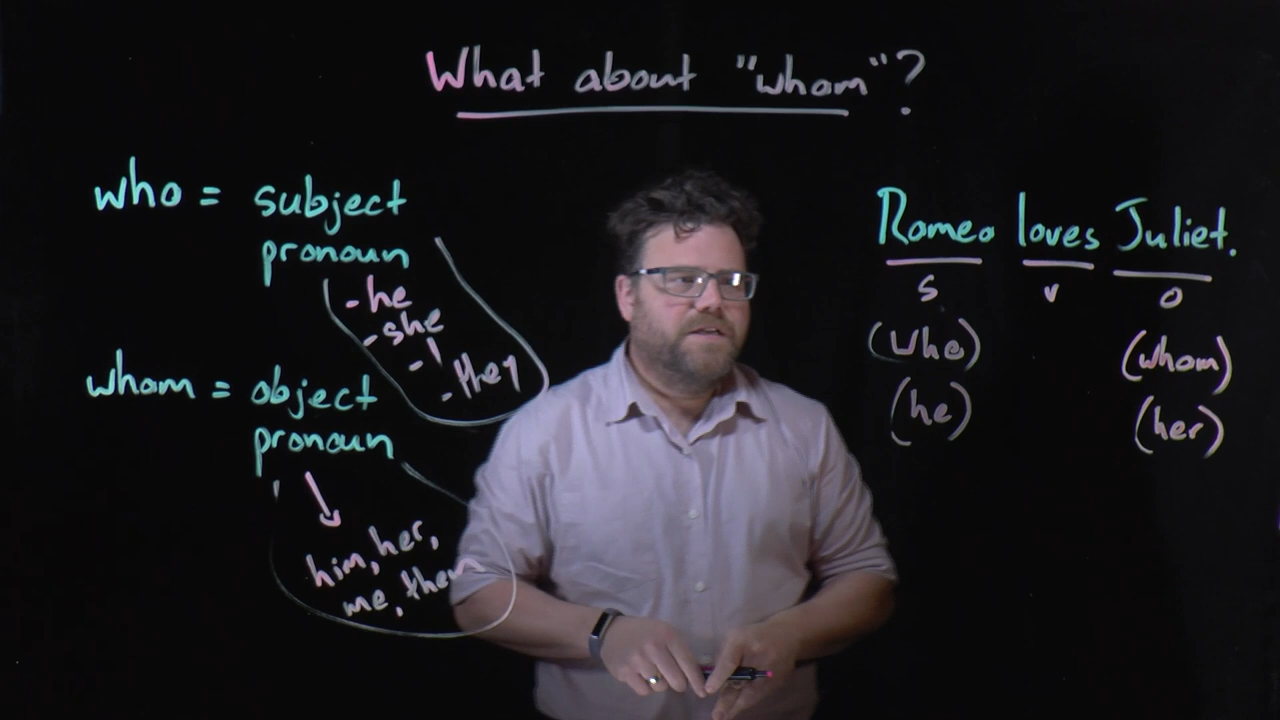 What about "whom"?
who = subject
pronoun
- he
- she
- I
- they
whom = object
pronoun
him, her,
me, them
Romeo loves Juliet.
S V O
(who) (whom)
(he) (her)